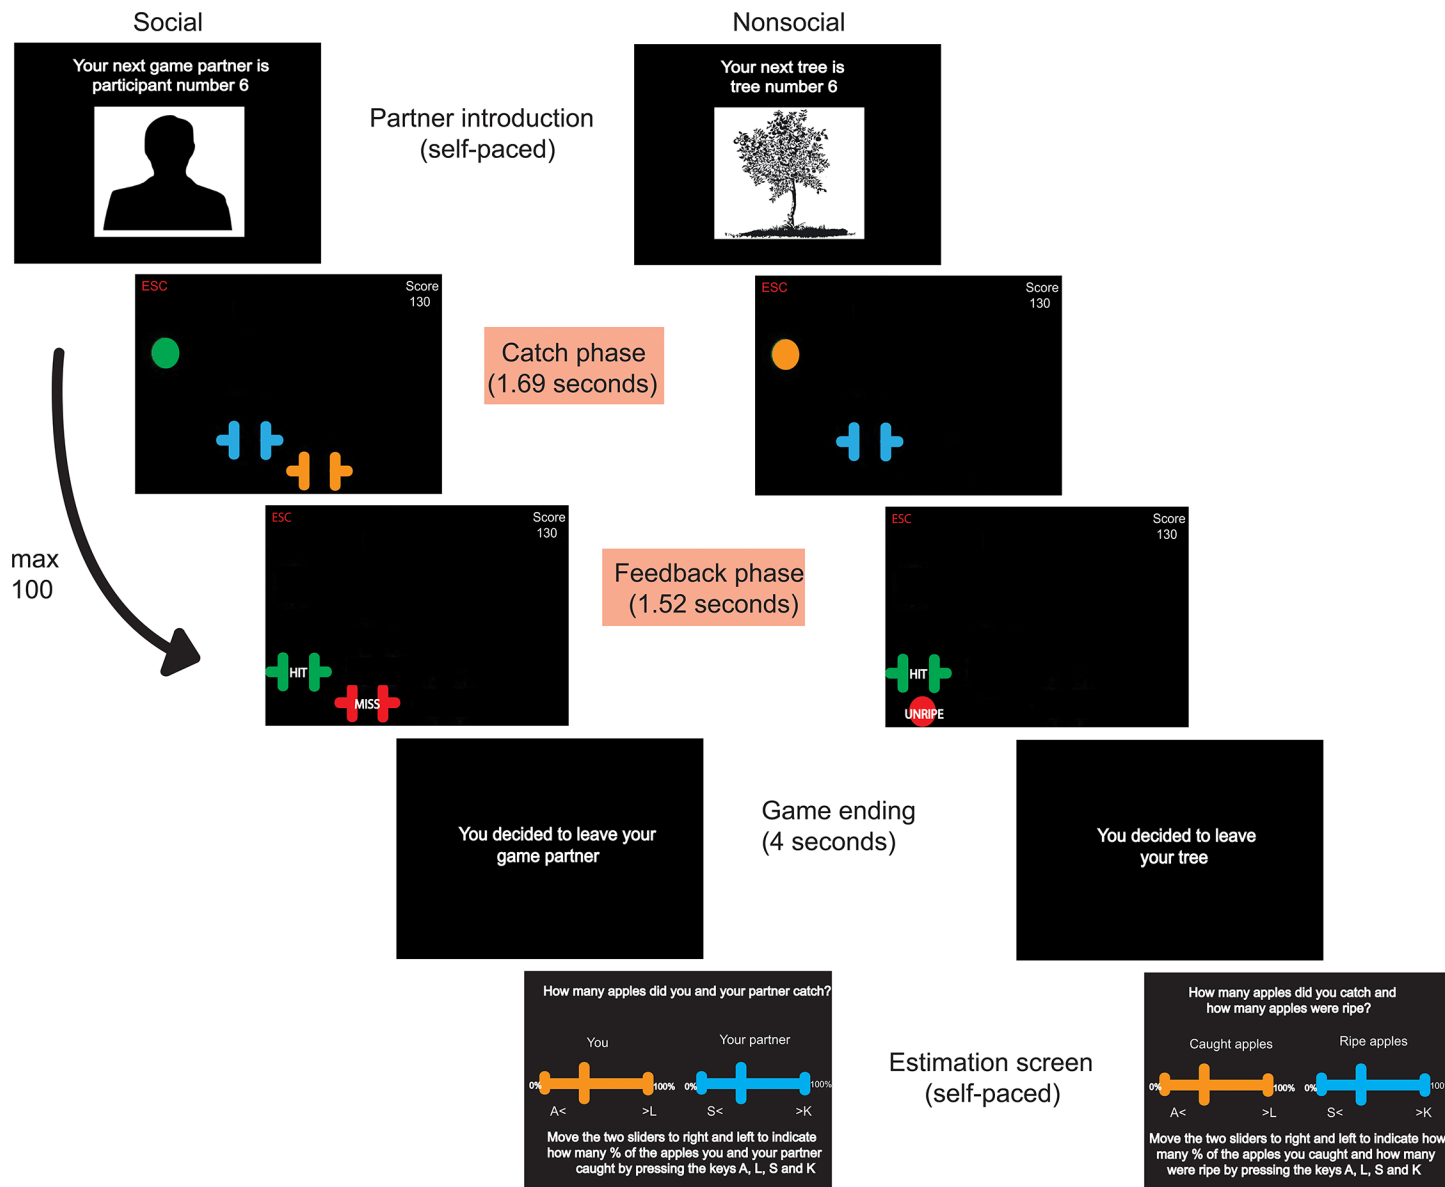 Social
Nonsocial
Your next game partner is
participant number 6
Partner introduction
(self-paced)
Your next tree is
tree number 6
ESC
Score
130
Catch phase
(1.69 seconds)
ESC
Score
130
max
100
ESC
Score
130
HIT
MISS
Feedback phase
(1.52 seconds)
ESC
Score
130
HIT
UNRIPE
You decided to leave your
game partner
Game ending
(4 seconds)
You decided to leave
your tree
How many apples did you and your partner catch?
You
Your partner
0%
100%
0%
100%
A<
>L
S<
>K
Move the two sliders to right and left to indicate
how many % of the apples you and your partner
caught by pressing the keys A, L, S and K
Estimation screen
(self-paced)
How many apples did you catch and
how many apples were ripe?
Caught apples
Ripe apples
0%
100%
0%
100
A<
>L
S<
>K
Move the two sliders to right and left to indicate how
many % of the apples you caught and how many
were ripe by pressing the keys A, L, S and K